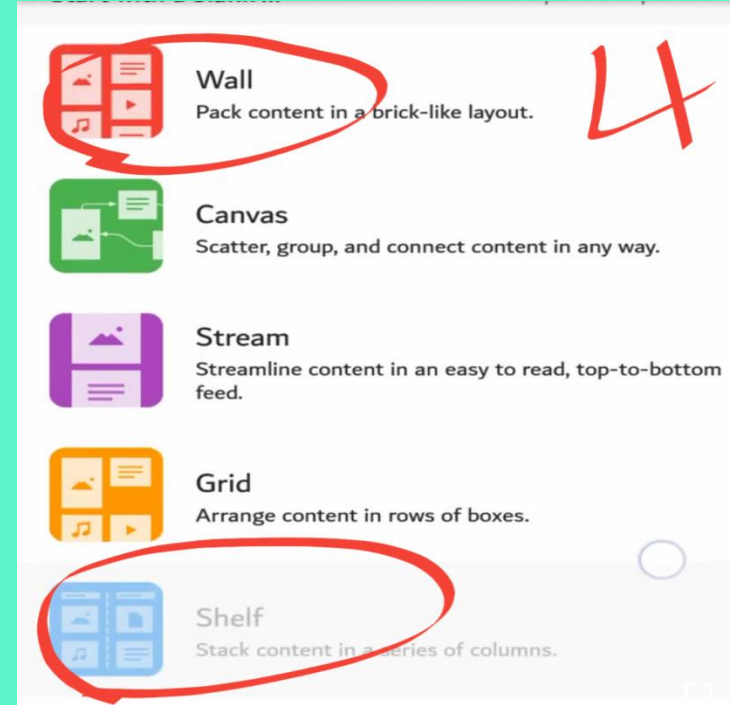 Wall
4
Pack content in a brick-like layout.
Canvas
Scatter, group, and connect content in any way.
Stream
Streamline content in an easy to read, top-to-bottom
feed.
Grid
Arrange content in rows of boxes.
Shelf
Stack content in a series of columns.